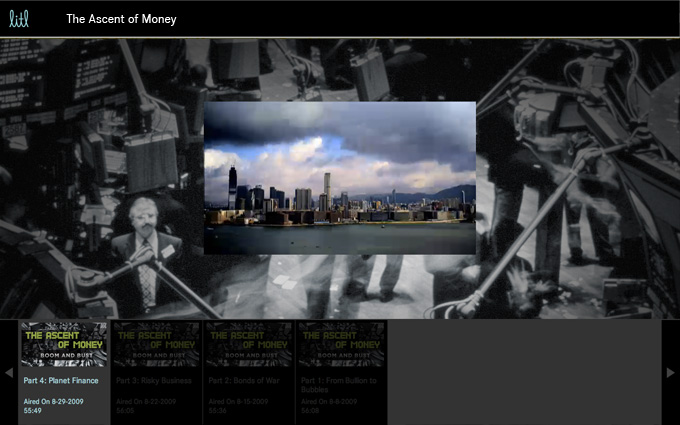 litl
The Ascent of Money
THE ASCENT
OF MONEY
BOOM AND BUST
Part 4: Planet Finance
Aired On 8-29-2009
55:49
THE ASCENT
OF MONEY
BOOM AND BUST
Part 3: Risky Business
Aired On 8-22-2009
56:00
THE ASCENT
OF MONEY
BOOM AND BUST
Part 2: Bonds of War
Aired On 8-15-2009
55:36
THE ASCENT
OF MONEY
BOOM AND BUST
Part 1: From Bullion to
Bubbles
Aired On 8-8-2009
56:08